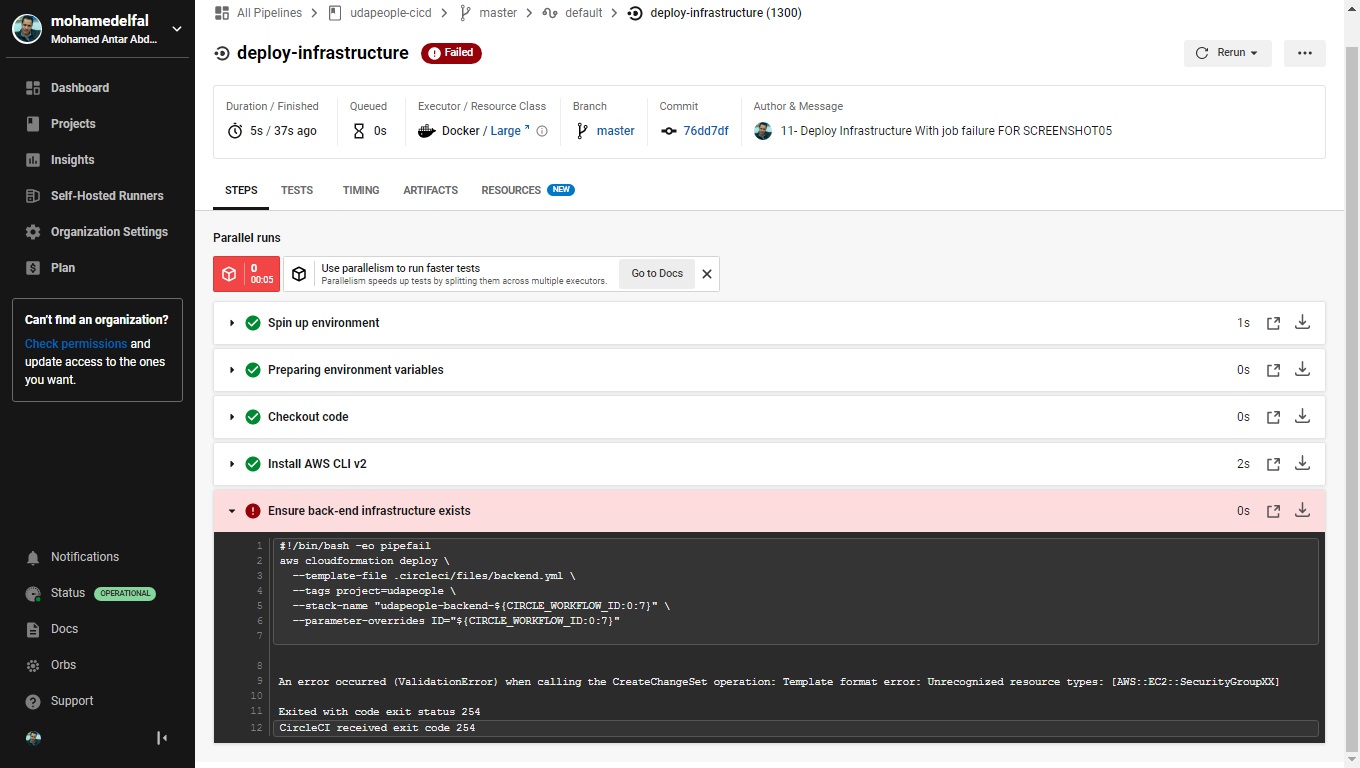 mohamedelfal
Mohamed Antar Abd...
Dashboard
Projects
Insights
Self-Hosted Runners
Organization Settings
Plan
Can't find an organization?
Check permissions and
update access to the ones
you want.
Notifications
Status OPERATIONAL
Docs
Orbs
Support
All Pipelines udapeople-cicd master default deploy-infrastructure (1300)
deploy-infrastructure Failed
Rerun
Duration / Finished Queued Executor / Resource Class Branch Commit Author & Message
5s / 37s ago 0s Docker / Large master 76dd7df 11- Deploy Infrastructure With job failure FOR SCREENSHOT05
STEPS TESTS TIMING ARTIFACTS RESOURCES NEW
Parallel runs
0
00:05
Use parallelism to run faster tests
Parallelism speeds up tests by splitting them across multiple executors.
Go to Docs
Spin up environment 1s
Preparing environment variables 0s
Checkout code 0s
Install AWS CLI v2 2s
Ensure back-end infrastructure exists 0s
1 #!/bin/bash -eo pipefail
2 aws cloudformation deploy \
3 --template-file .circleci/files/backend.yml \
4 --tags project=udapeople \
5 --stack-name "udapeople-backend-${CIRCLE_WORKFLOW_ID:0:7}" \
6 --parameter-overrides ID="${CIRCLE_WORKFLOW_ID:0:7}"
7
8
9 An error occurred (ValidationError) when calling the CreateChangeSet operation: Template format error: Unrecognized resource types: [AWS::EC2::SecurityGroupXX]
10
11 Exited with code exit status 254
12 CircleCI received exit code 254